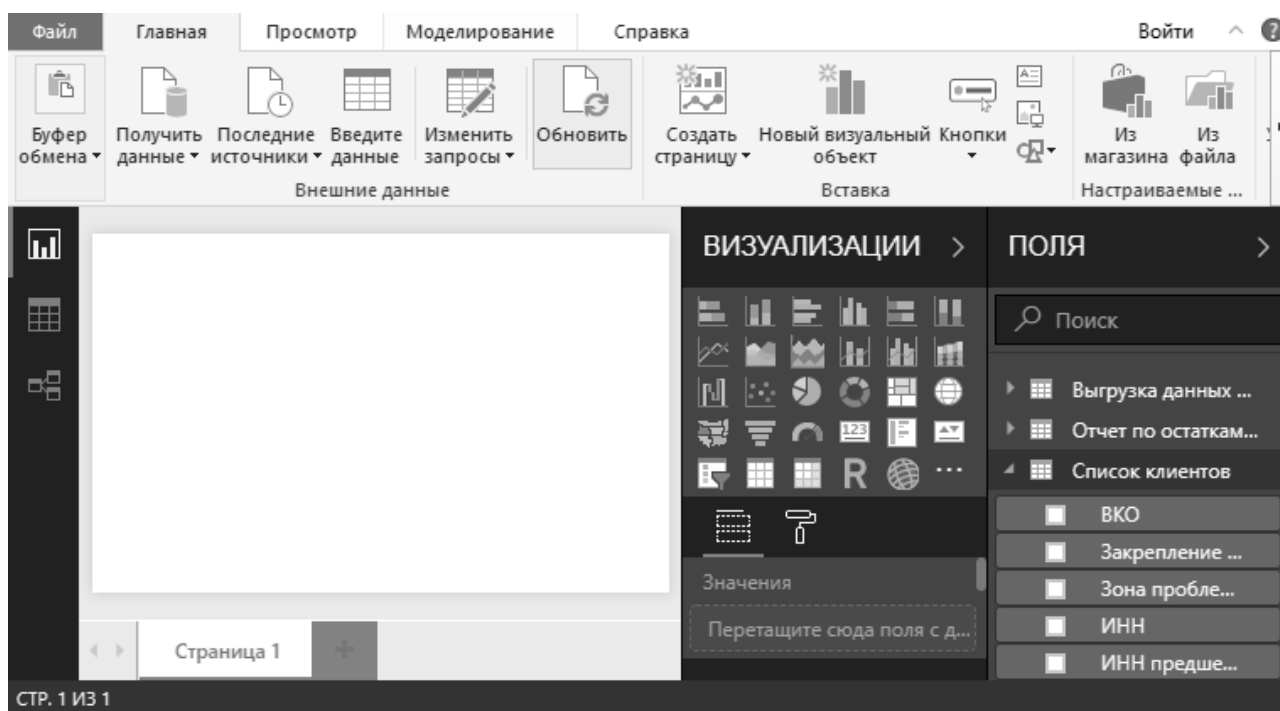 Файл Главная Просмотр Моделирование Справка Войти
Буфер обмена
Получить данные
Последние источники
Введите данные
Изменить запросы
Обновить
Создать страницу
Новый визуальный объект
Кнопки
Из магазина
Из файла
Внешние данные Вставка Настраиваемые ...
ВИЗУАЛИЗАЦИИ
123
R
Значения
Перетащите сюда поля с д...
ПОЛЯ
Поиск
Выгрузка данных ...
Отчет по остаткам...
Список клиентов
ВКО
Закрепление ...
Зона пробле...
ИНН
ИНН предше...
Страница 1
СТР. 1 ИЗ 1